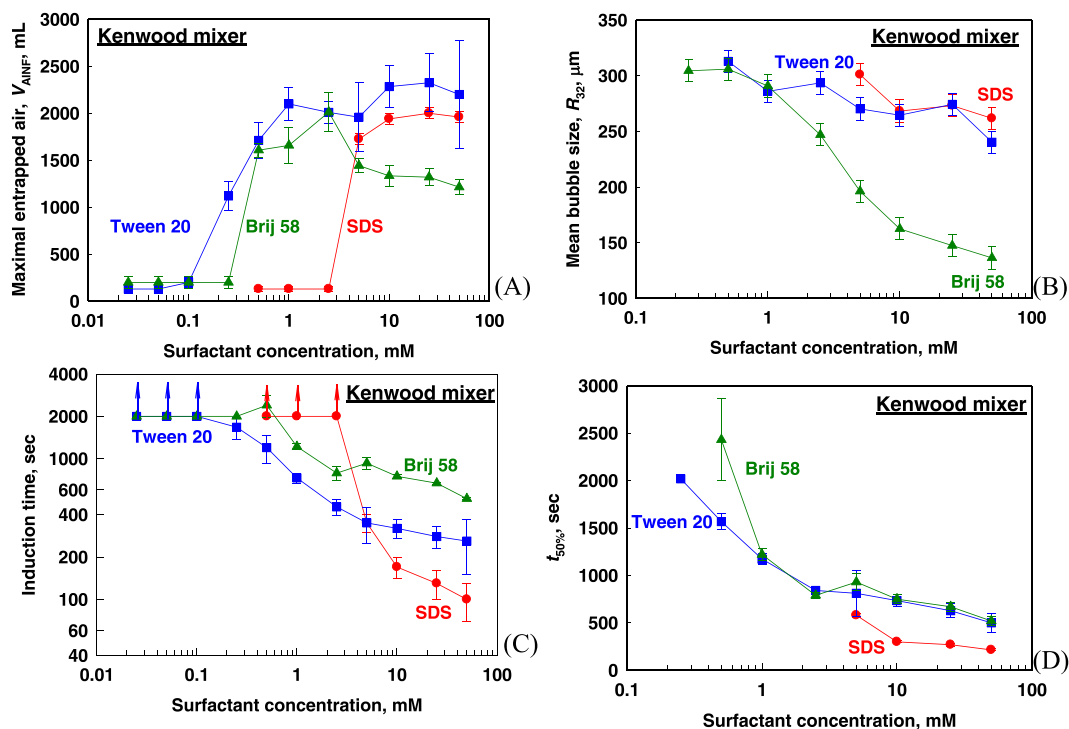 3000
2500
2000
1500
1000
500
0
Maximal entrapped air, VAINF, mL
Kenwood mixer
Tween 20
Brij 58
SDS
0.01 0.1 1 10 100
Surfactant concentration, mM
(A)
350
300
250
200
150
100
Mean bubble size, R32, μm
Kenwood mixer
Tween 20
SDS
Brij 58
0.1 1 10 100
Surfactant concentration, mM
(B)
4000
2000
1000
600
400
200
100
60
40
Induction time, sec
Kenwood mixer
Tween 20
Brij 58
SDS
0.01 0.1 1 10 100
Surfactant concentration, mM
(C)
3000
2500
2000
1500
1000
500
0
t50%, sec
Kenwood mixer
Brij 58
Tween 20
SDS
0.1 1 10 100
Surfactant concentration, mM
(D)